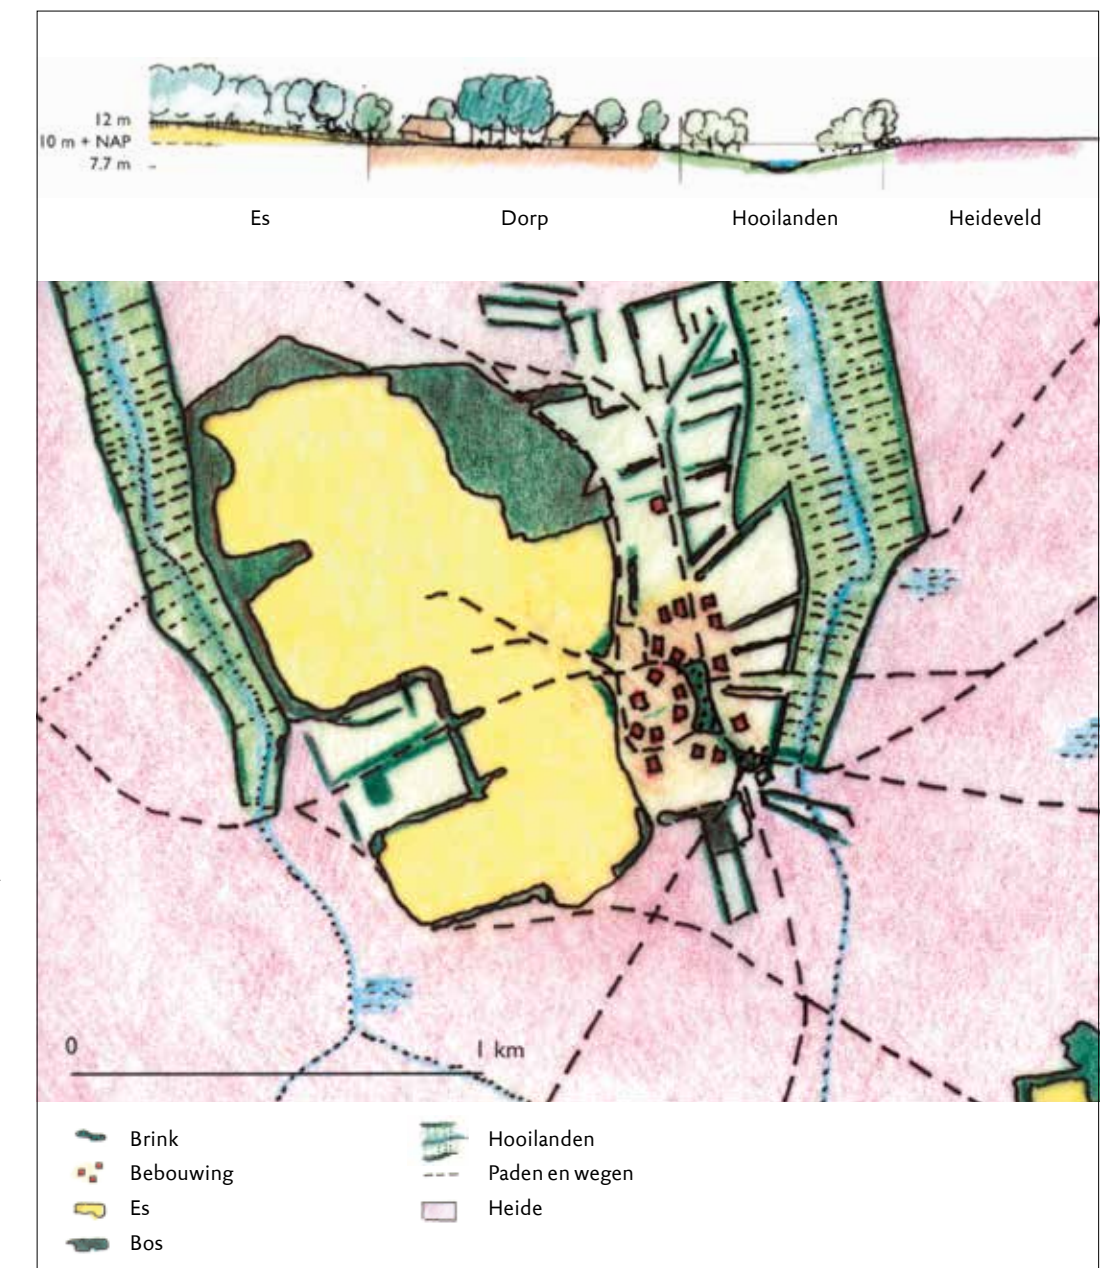 12 m
10 m + NAP
7.7 m
Es Dorp Hooilanden Heideveld
0 1 km
Brink
Bebouwing
Es
Bos
Hooilanden
Paden en wegen
Heide